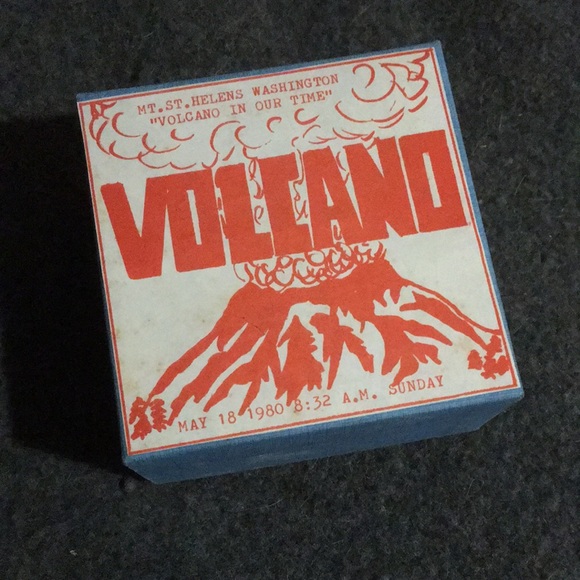 MT.ST.HELENS WASHINGTON
"VOLCANO IN OUR TIME"
VOLCANO
MAY 18 1980 8:32 A.M. SUNDAY